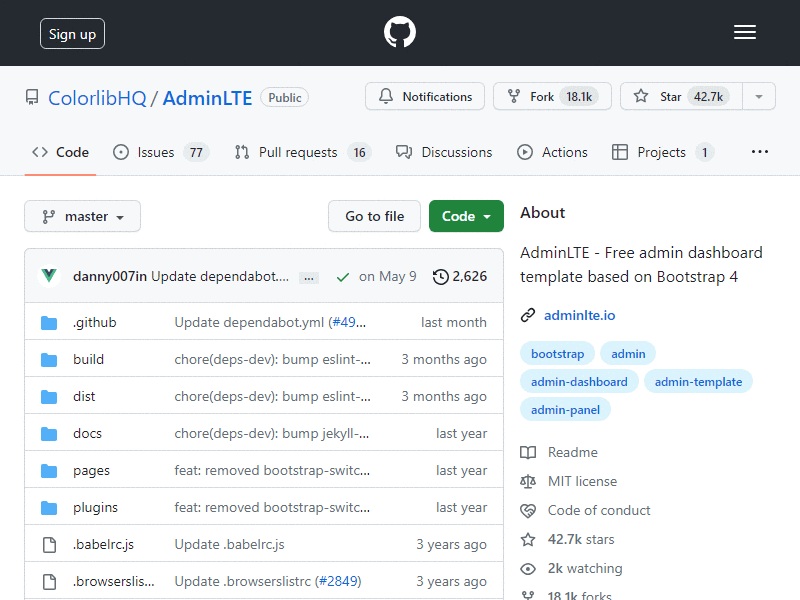 Sign up
ColorlibHQ / AdminLTE Public
Notifications Fork 18.1k Star 42.7k
Code Issues 77 Pull requests 16 Discussions Actions Projects 1 ...
master Go to file Code
About
AdminLTE - Free admin dashboard
template based on Bootstrap 4
adminlte.io
bootstrap admin
admin-dashboard admin-template
admin-panel
Readme
MIT license
Code of conduct
42.7k stars
2k watching
18.1k forks
danny007in Update dependabot.... ... on May 9 2,626
.github Update dependabot.yml (#49... last month
build chore(deps-dev): bump eslint-... 3 months ago
dist chore(deps-dev): bump eslint-... 3 months ago
docs chore(deps-dev): bump jekyll-... last year
pages feat: removed bootstrap-switc... last year
plugins feat: removed bootstrap-switc... last year
.babelrc.js Update .babelrc.js 3 years ago
.browserslis... Update .browserslistrc (#2849) 3 years ago